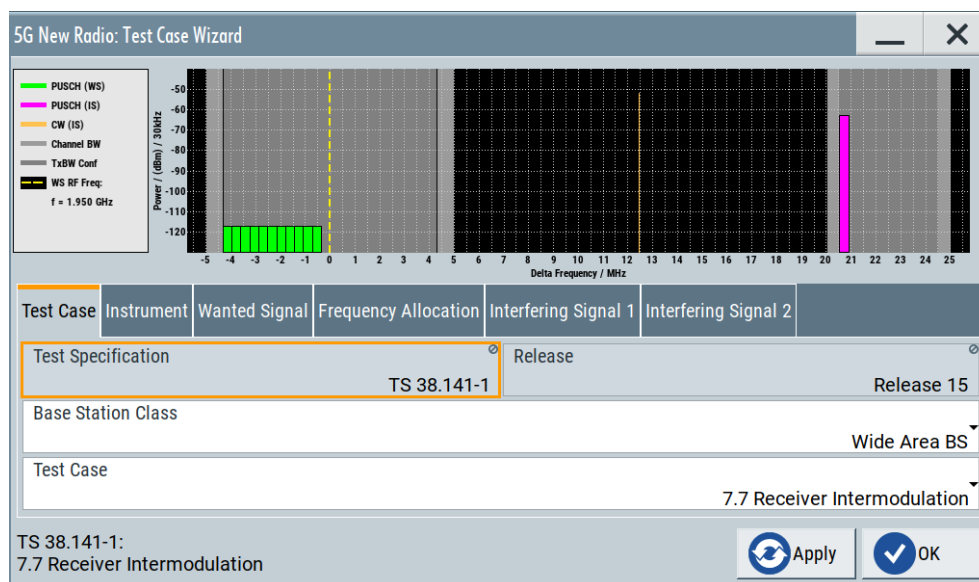 5G New Radio: Test Case Wizard
PUSCH (WS)
PUSCH (IS)
CW (IS)
Channel BW
TxBW Conf
WS RF Freq:
f = 1.950 GHz
Power / (dBm) / 30kHz
-50
-60
-70
-80
-90
-100
-110
-120
-5 -4 -3 -2 -1 0 1 2 3 4 5 6 7 8 9 10 11 12 13 14 15 16 17 18 19 20 21 22 23 24 25
Delta Frequency / MHz
Test Case Instrument Wanted Signal Frequency Allocation Interfering Signal 1 Interfering Signal 2
Test Specification
TS 38.141-1
Release
Release 15
Base Station Class
Wide Area BS
Test Case
7.7 Receiver Intermodulation
TS 38.141-1:
7.7 Receiver Intermodulation
Apply
OK